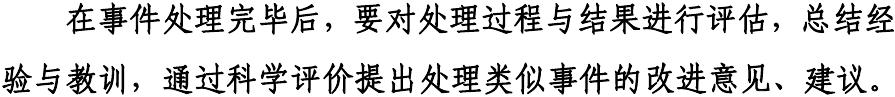 在事件处理完毕后，要对处理过程与结果进行评估，总结经
验与教训，通过科学评价提出处理类似事件的改进意见、建议。